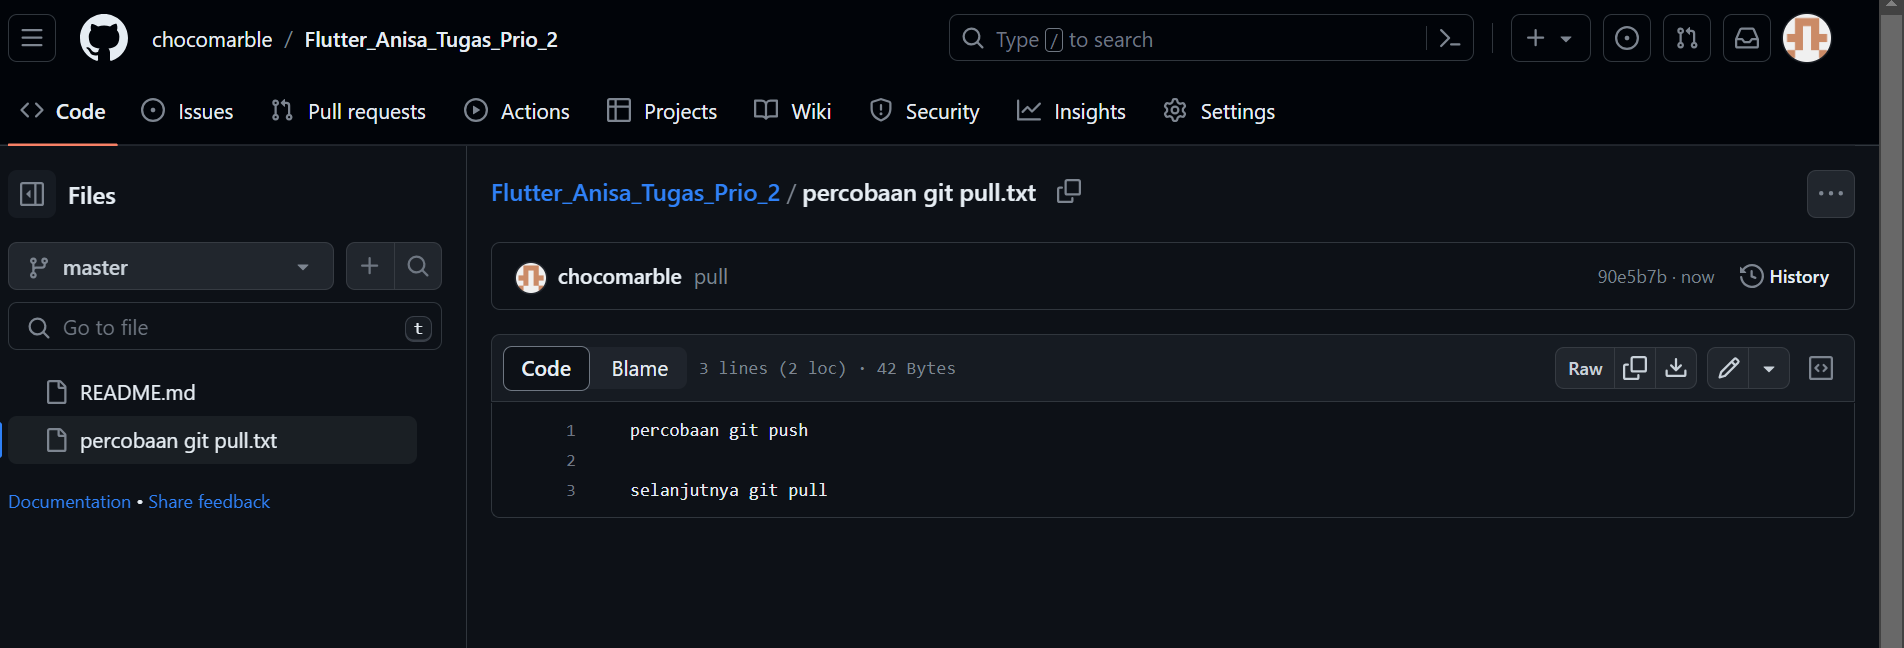 chocomarble / Flutter_Anisa_Tugas_Prio_2
Type / to search
Code Issues Pull requests Actions Projects Wiki Security Insights Settings
Files
master
Go to file t
README.md
percobaan git pull.txt
Documentation • Share feedback
Flutter_Anisa_Tugas_Prio_2 / percobaan git pull.txt
chocomarble pull 90e5b7b · now History
Code Blame 3 lines (2 loc) · 42 Bytes Raw
1 percobaan git push
2
3 selanjutnya git pull